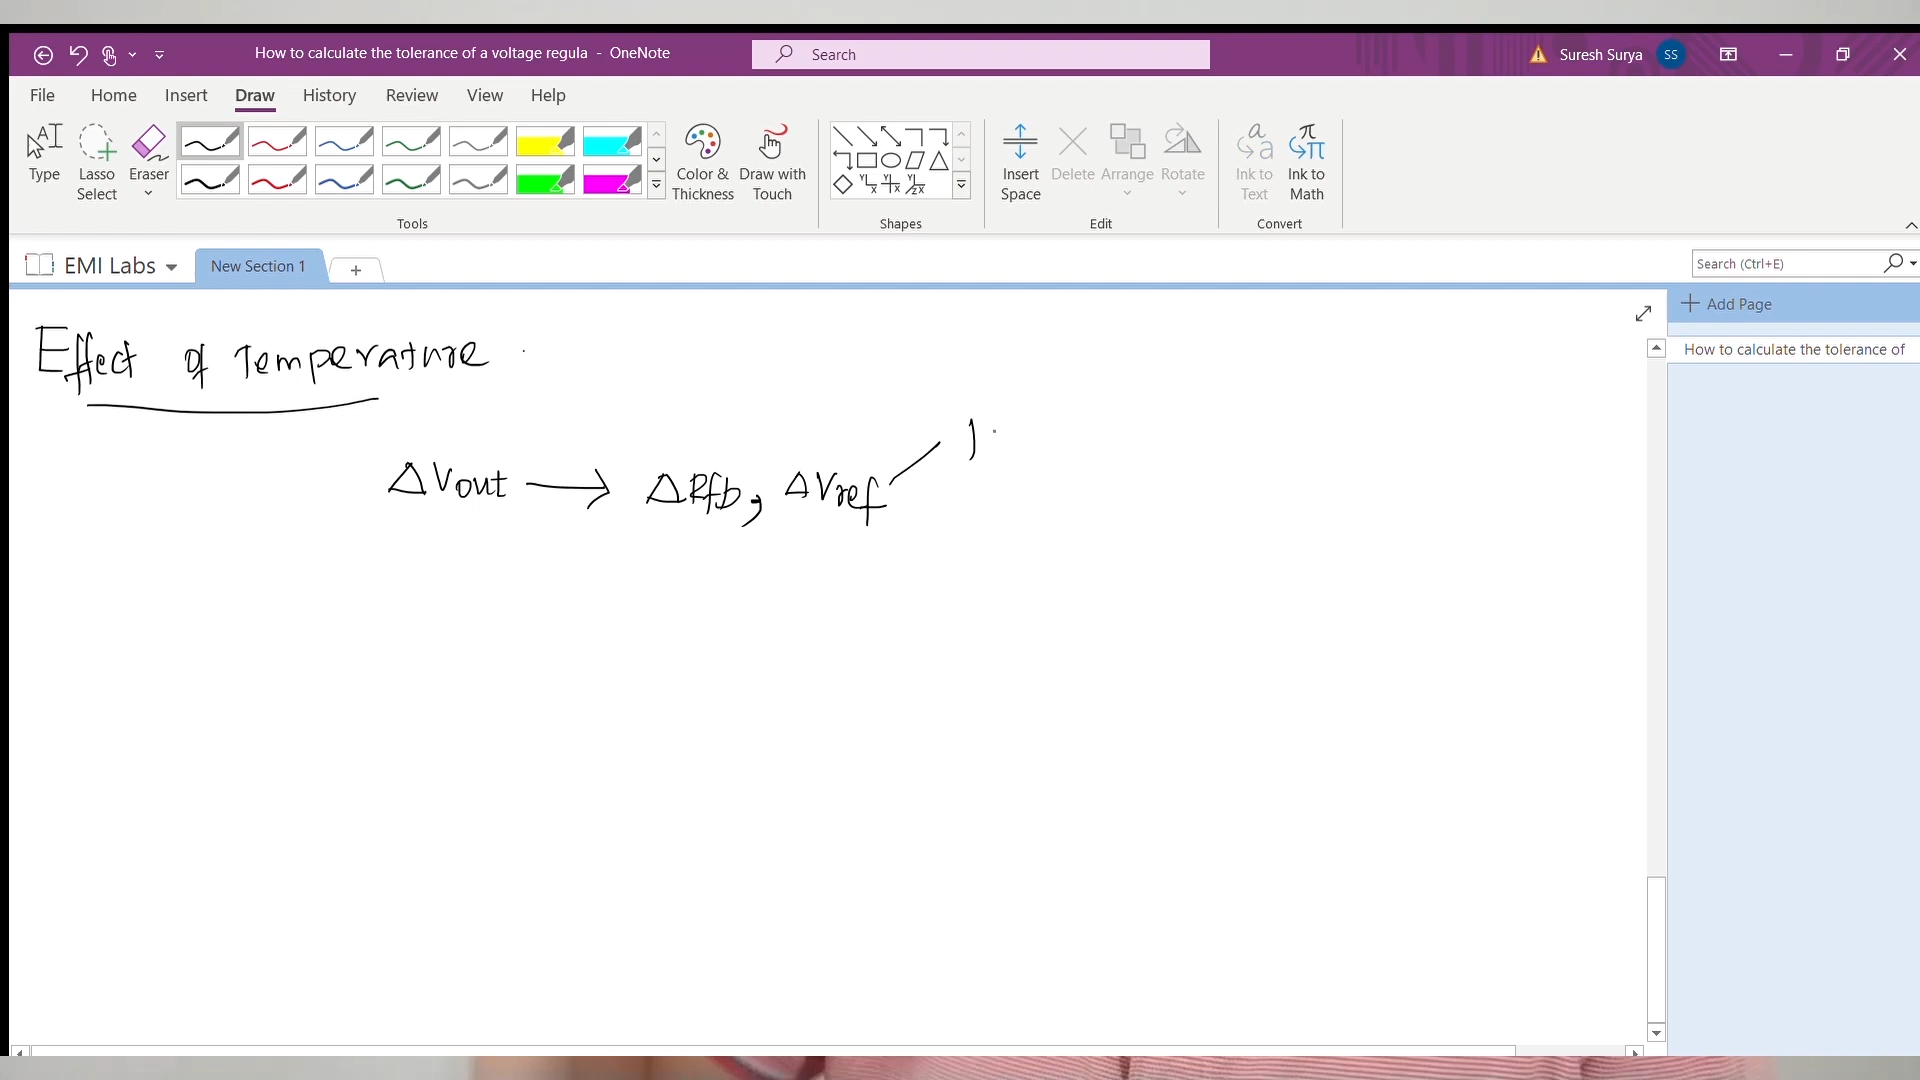 How to calculate the tolerance of a voltage regula - OneNote
Search
Suresh Surya
SS
File Home Insert Draw History Review View Help
Type
Lasso Select
Eraser
Color & Thickness
Draw with Touch
Insert Space
Delete
Arrange
Rotate
Ink to Text
Ink to Math
Tools
Shapes
Edit
Convert
EMI Labs
New Section 1
+
Search (Ctrl+E)
Add Page
How to calculate the tolerance of
Effect of Temperature
ΔVout → ΔRfb, ΔVref